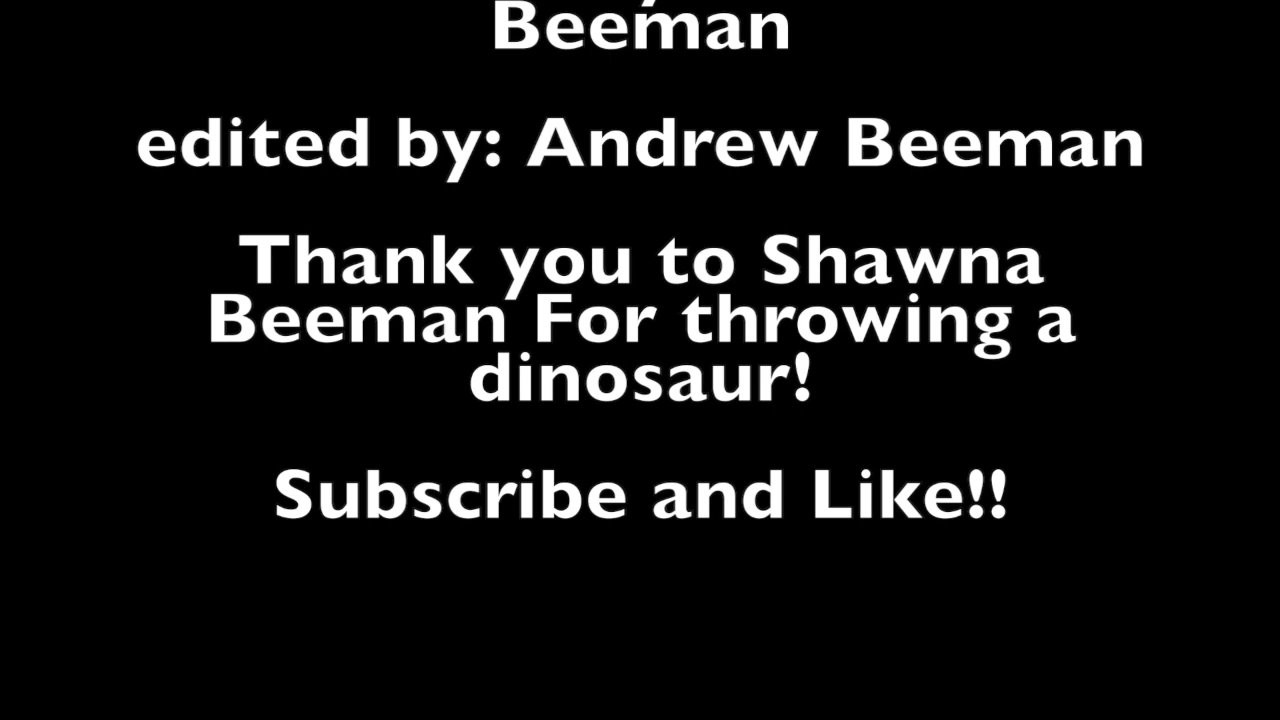 Beeman
edited by: Andrew Beeman
Thank you to Shawna
Beeman For throwing a
dinosaur!
Subscribe and Like!!